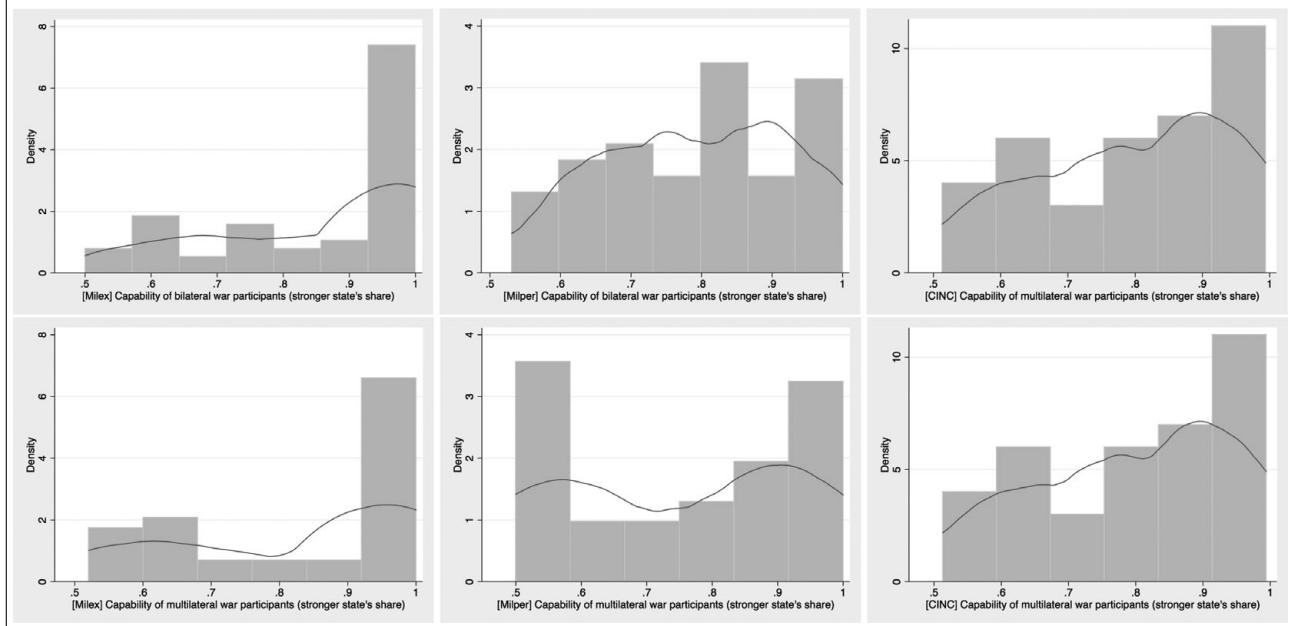 8
6
4
2
0
Density
.5 .6 .7 .8 .9 1
[Milex] Capability of bilateral war participants (stronger state's share)
4
3
2
1
0
Density
.5 .6 .7 .8 .9 1
[Milper] Capability of bilateral war participants (stronger state's share)
10
5
0
Density
.5 .6 .7 .8 .9 1
[CINC] Capability of multilateral war participants (stronger state's share)
8
6
4
2
0
Density
.5 .6 .7 .8 .9 1
[Milex] Capability of multilateral war participants (stronger state's share)
4
3
2
1
0
Density
.5 .6 .7 .8 .9 1
[Milper] Capability of multilateral war participants (stronger state's share)
10
5
0
Density
.5 .6 .7 .8 .9 1
[CINC] Capability of multilateral war participants (stronger state's share)